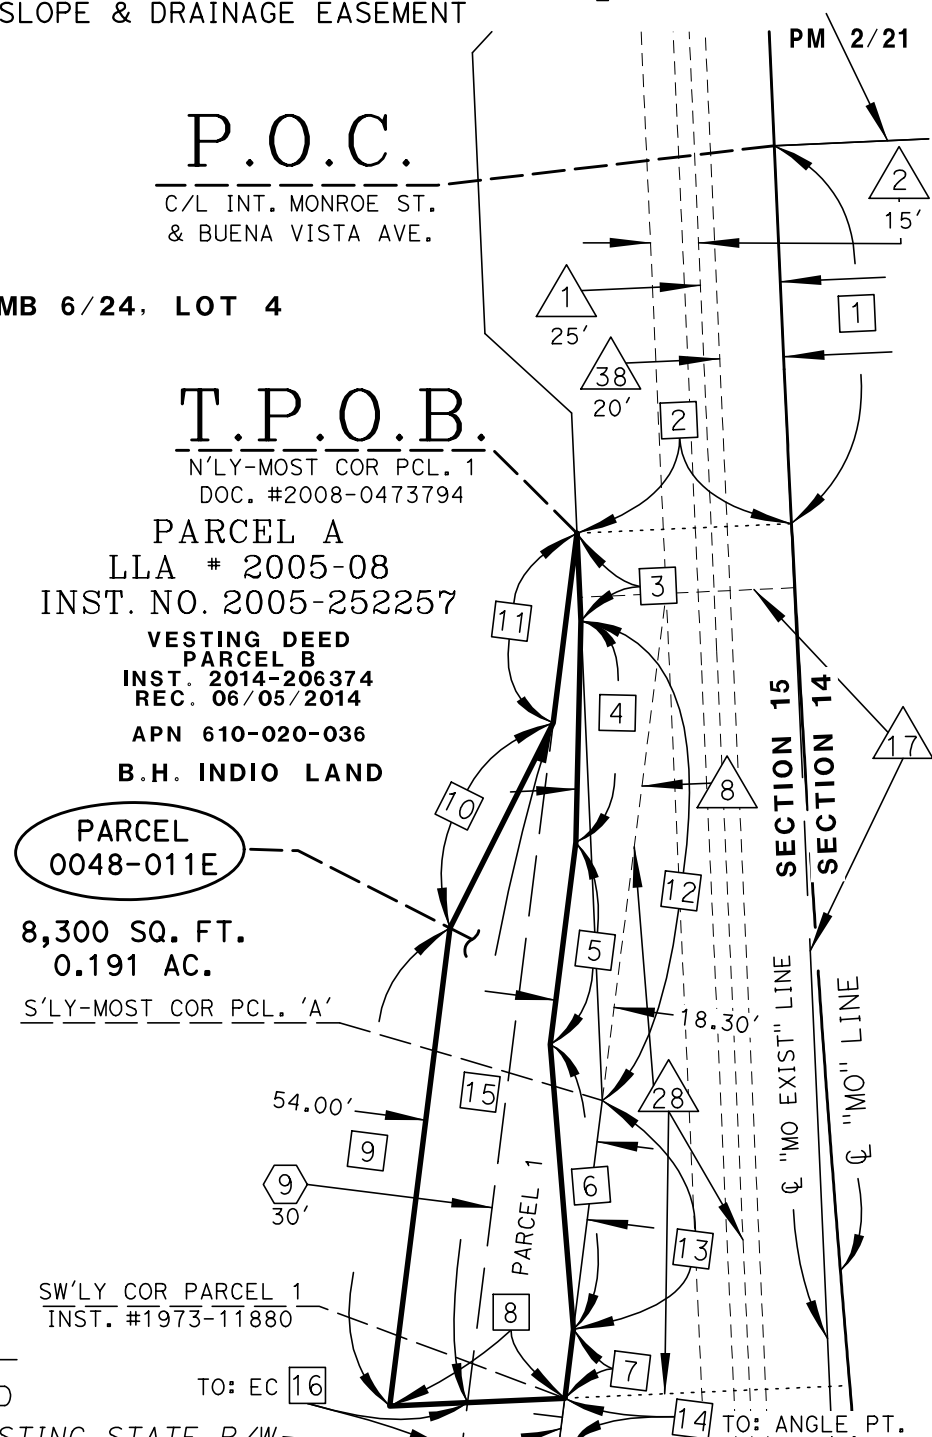 SLOPE & DRAINAGE EASEMENT
PM 2/21
P.O.C.
C/L INT. MONROE ST.
& BUENA VISTA AVE.
2
15'
MB 6/24, LOT 4
1
25'
1
38
20'
T.P.O.B.
2
N'LY-MOST COR PCL. 1
DOC. #2008-0473794
PARCEL A
LLA # 2005-08
INST. NO. 2005-252257
3
11
VESTING DEED
PARCEL B
INST. 2014-206374
REC. 06/05/2014
APN 610-020-036
B.H. INDIO LAND
4
SECTION 15
SECTION 14
17
8
10
PARCEL
0048-011E
12
8,300 SQ. FT.
0.191 AC.
5
S'LY-MOST COR PCL. 'A'
18.30'
₵ "MO EXIST" LINE
₵ "MO" LINE
15
28
54.00'
9
9
30'
6
PARCEL 1
13
SW'LY COR PARCEL 1
INST. #1973-11880
8
7
TO: EC 16
14 TO: ANGLE PT.
STING STATE R/W